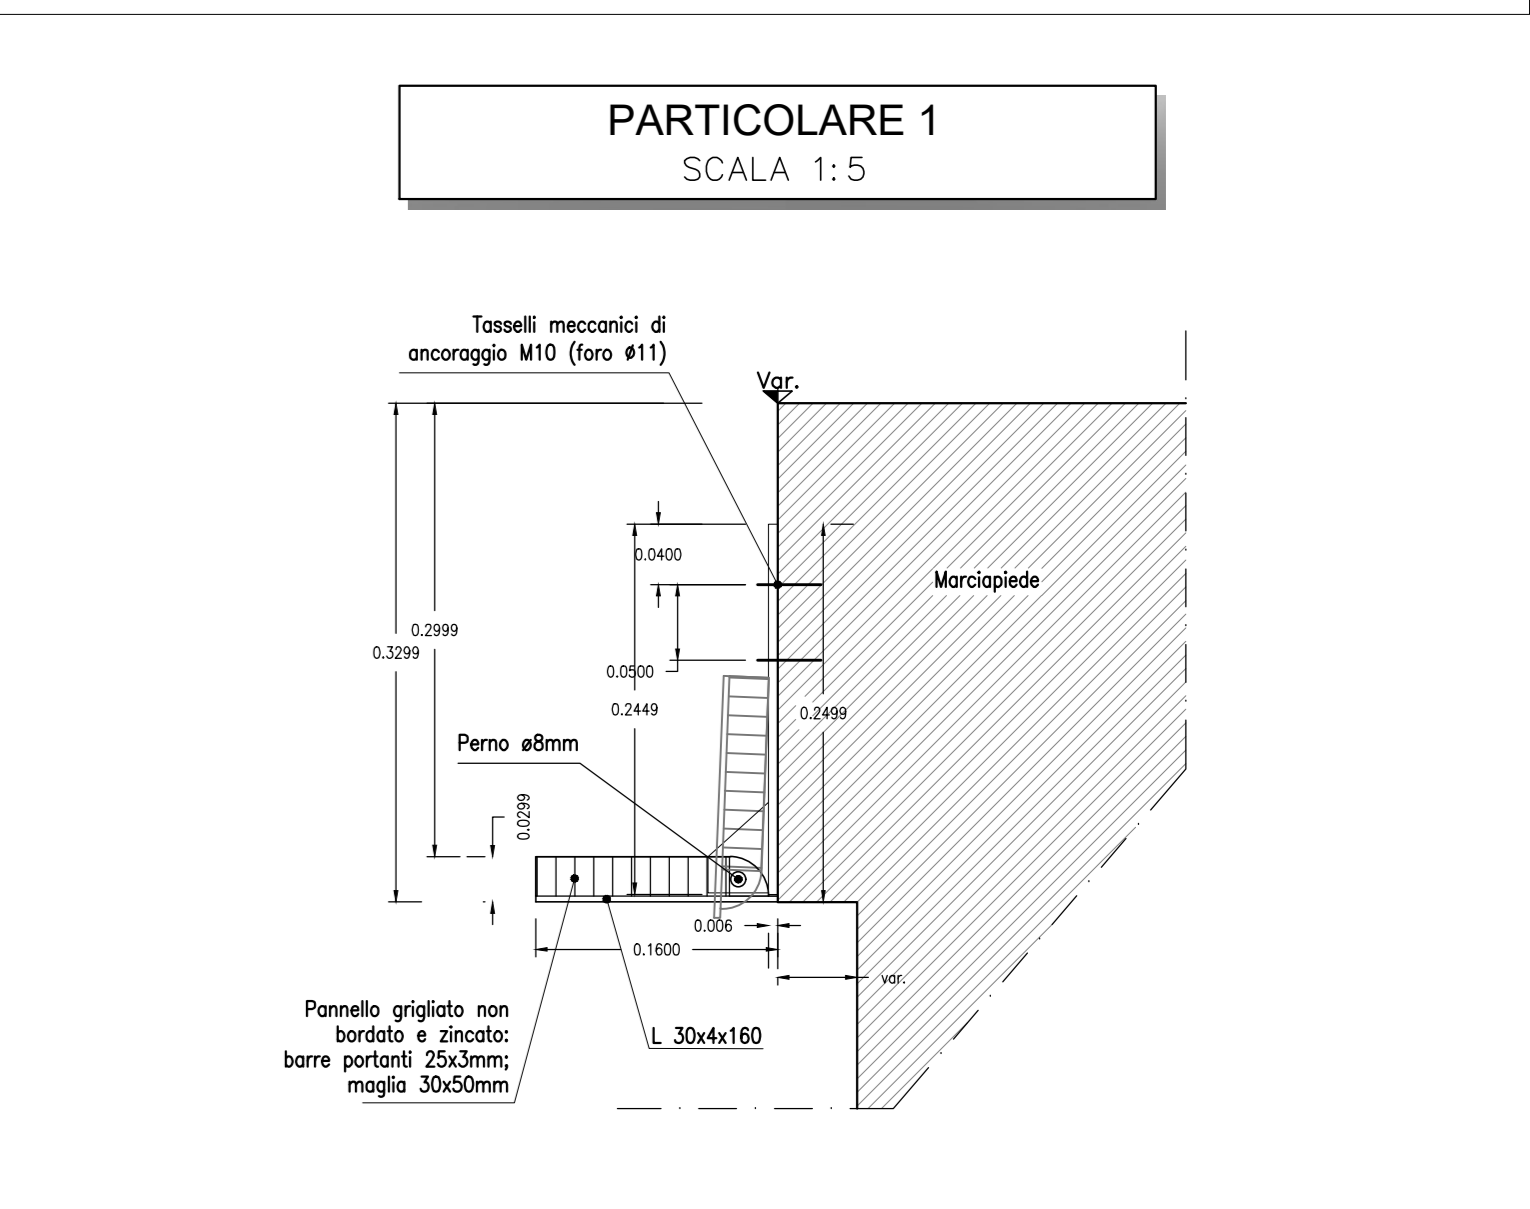 PARTICOLARE 1
SCALA 1:5
Tasselli meccanici di
ancoraggio M10 (foro ø11)
Var.
0.0400
Marciapiede
0.2999
0.3299
0.0500
0.2449
0.2499
Perno ø8mm
0.0299
0.006
0.1600
var.
Pannello grigliato non
bordato e zincato:
barre portanti 25x3mm;
maglia 30x50mm
L 30x4x160